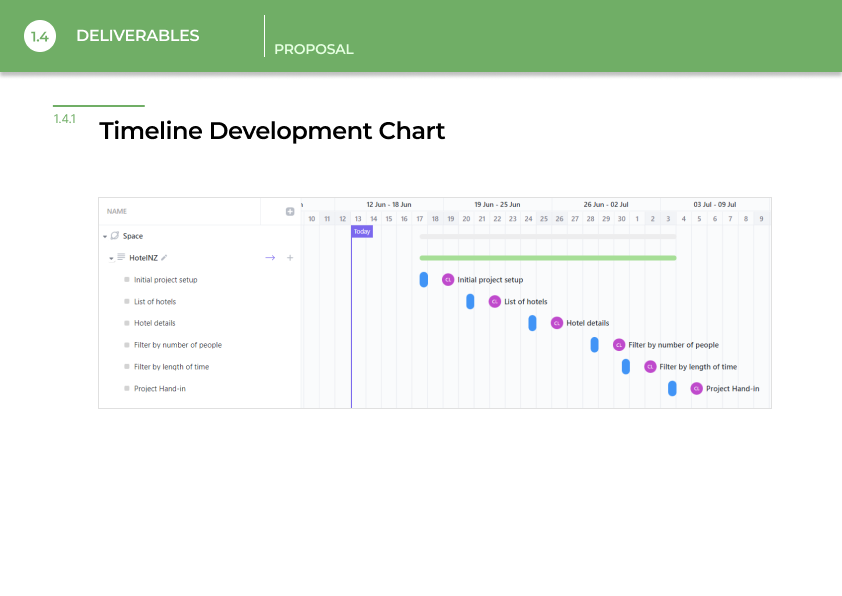 1.4 DELIVERABLES
PROPOSAL
1.4.1
Timeline Development Chart
NAME
12 Jun - 18 Jun 19 Jun - 25 Jun 26 Jun - 02 Jul 03 Jul - 09 Jul
10 11 12 13 14 15 16 17 18 19 20 21 22 23 24 25 26 27 28 29 30 1 2 3 4 5 6 7 8 9
Today
Space
HotelNZ
Initial project setup CL Initial project setup
List of hotels CL List of hotels
Hotel details CL Hotel details
Filter by number of people CL Filter by number of people
Filter by length of time CL Filter by length of time
Project Hand-in CL Project Hand-in